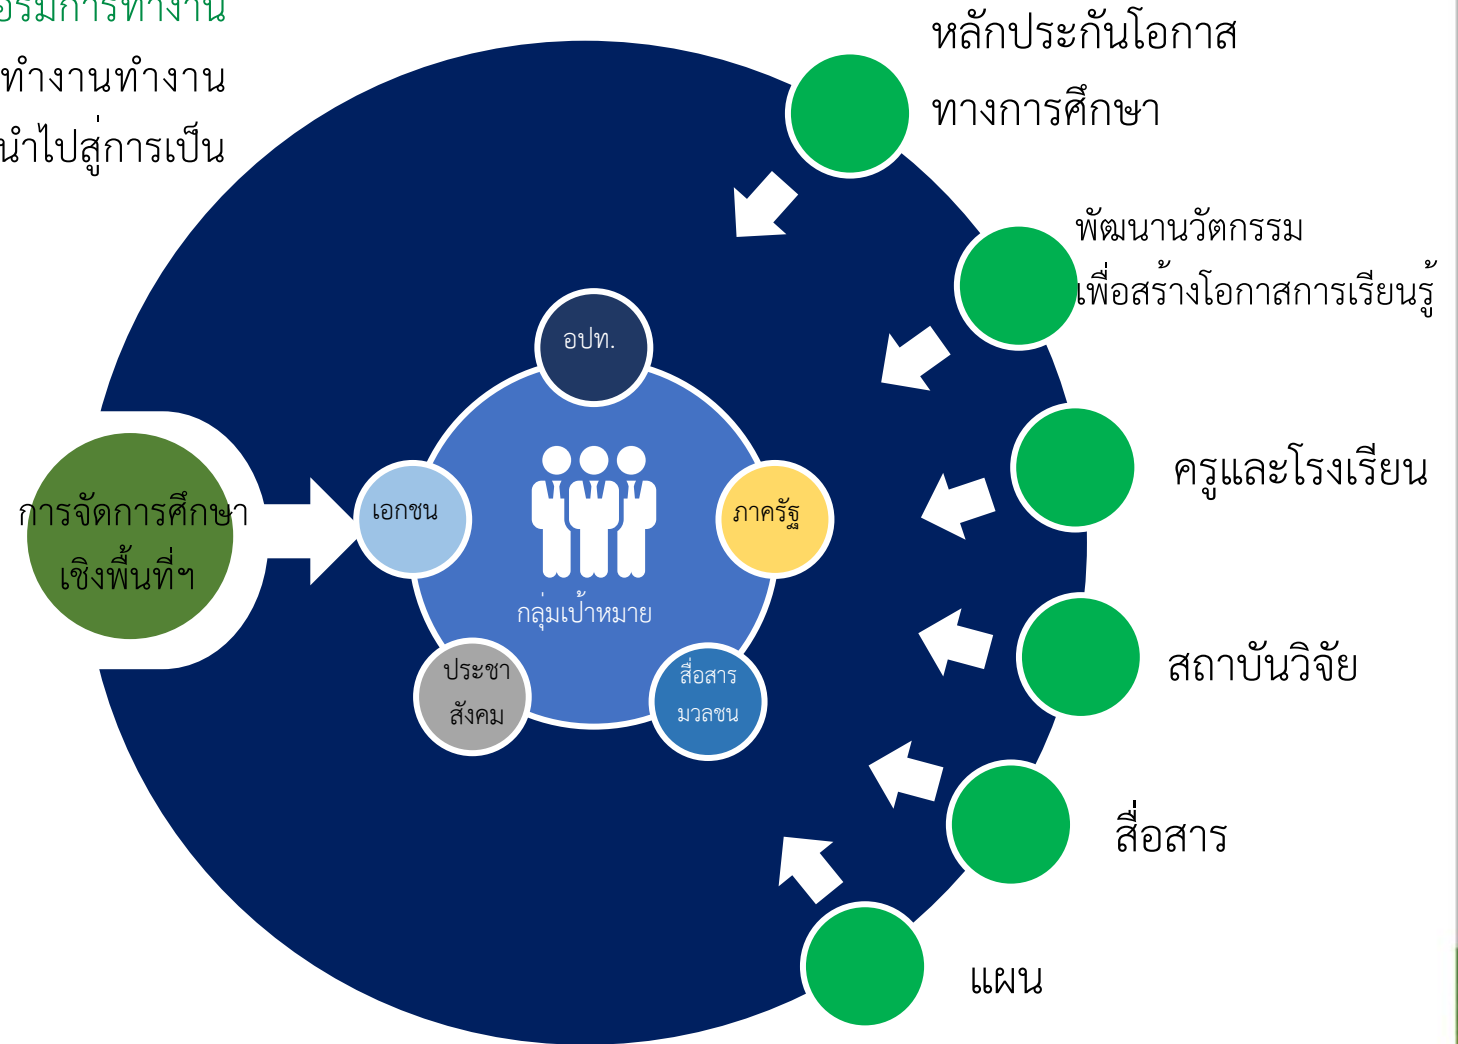 ทำงานทำงาน
นำไปสู่การเป็น
หลักประกันโอกาส
ทางการศึกษา
พัฒนานวัตกรรม
เพื่อสร้างโอกาสการเรียนรู้
ครูและโรงเรียน
สถาบันวิจัย
สื่อสาร
แผน
การจัดการศึกษา
เชิงพื้นที่ฯ
อปท.
เอกชน
ภาครัฐ
กลุ่มเป้าหมาย
ประชา
สังคม
สื่อสาร
มวลชน